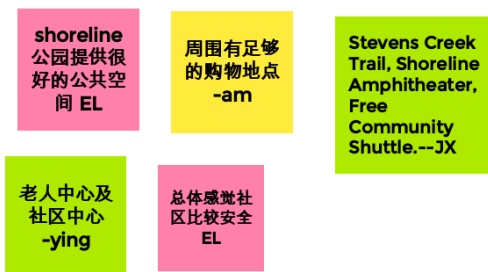 shoreline
公园提供很
好的公共空
间 EL
周围有足够
的购物地点
-am
Stevens Creek
Trail, Shoreline
Amphitheater,
Free
Community
Shuttle.--JX
老人中心及
社区中心
-ying
总体感觉社
区比较安全
EL